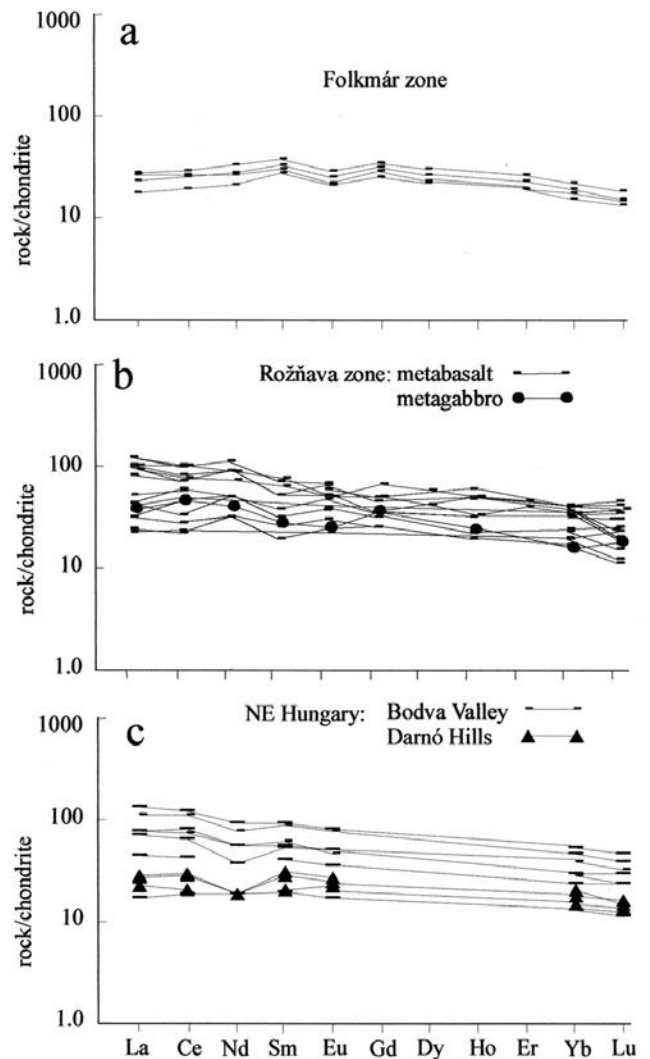 a
Folkmár zone
1000
100
10
1.0
rock/chondrite
b
Rožňava zone: metabasalt
metagabbro
1000
100
10
1.0
rock/chondrite
c
NE Hungary: Bodva Valley
Darnó Hills
1000
100
10
1.0
rock/chondrite
La Ce Nd Sm Eu Gd Dy Ho Er Yb Lu